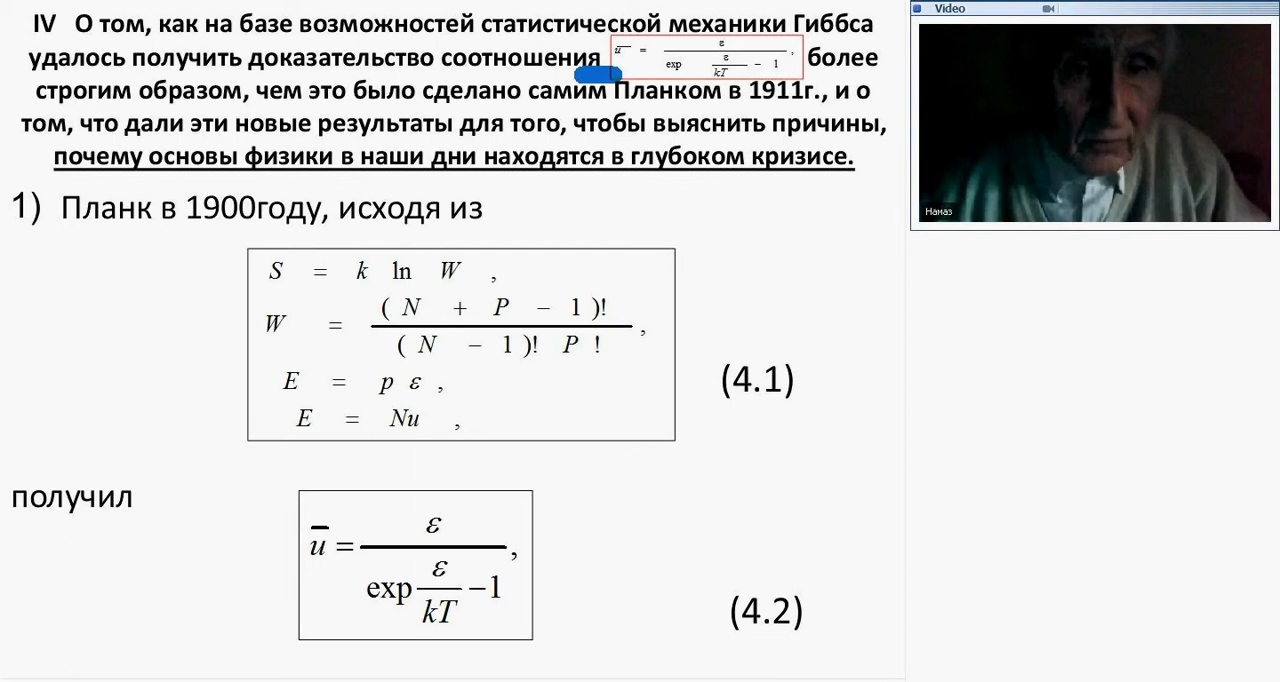 IV О том, как на базе возможностей статистической механики Гиббса
удалось получить доказательство соотношения u̅ = ε / (exp ε/kT − 1), более
строгим образом, чем это было сделано самим Планком в 1911г., и о
том, что дали эти новые результаты для того, чтобы выяснить причины,
почему основы физики в наши дни находятся в глубоком кризисе.
1) Планк в 1900году, исходя из
S = k ln W ,
W = (N + P − 1)! / (N − 1)! P! ,
E = p ε ,
E = Nu ,
(4.1)
получил
u̅ = ε / (exp ε/kT − 1),
(4.2)
Video
Намаз